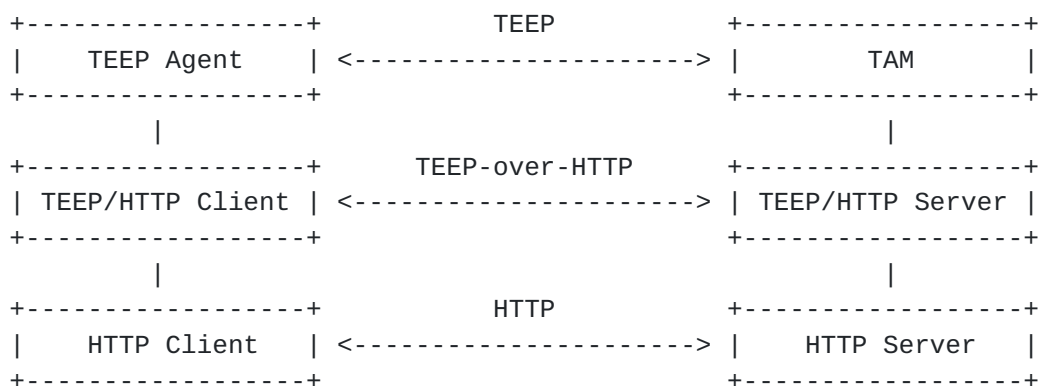 TEEP
TEEP Agent TAM
TEEP-over-HTTP
TEEP/HTTP Client TEEP/HTTP Server
HTTP
HTTP Client HTTP Server